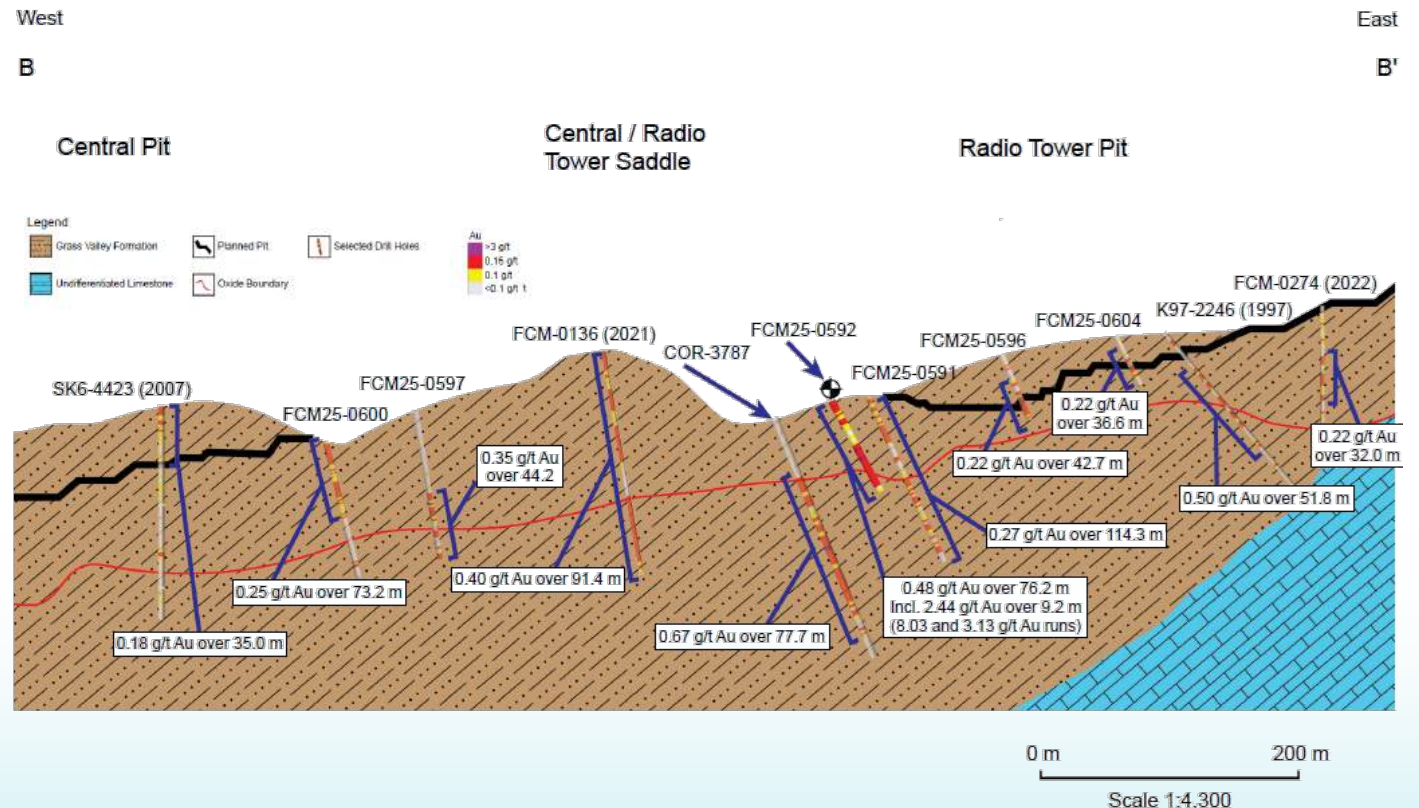 West
East
B
B'
Central Pit
Central / Radio
Tower Saddle
Radio Tower Pit
Legend
Grass Valley Formation
Planned Pit
Selected Drill Holes
Undifferentiated Limestone
Oxide Boundary
Au
>3 g/t
0.16 g/t
0.1 g/t
<0.1 g/t t
FCM-0274 (2022)
K97-2246 (1997)
FCM25-0604
FCM25-0596
FCM25-0592
FCM-0136 (2021)
COR-3787
FCM25-0591
SK6-4423 (2007)
FCM25-0597
FCM25-0600
0.22 g/t Au
over 36.6 m
0.22 g/t Au
over 32.0 m
0.35 g/t Au
over 44.2
0.22 g/t Au over 42.7 m
0.50 g/t Au over 51.8 m
0.27 g/t Au over 114.3 m
0.40 g/t Au over 91.4 m
0.25 g/t Au over 73.2 m
0.48 g/t Au over 76.2 m
Incl. 2.44 g/t Au over 9.2 m
(8.03 and 3.13 g/t Au runs)
0.67 g/t Au over 77.7 m
0.18 g/t Au over 35.0 m
0 m
200 m
Scale 1:4.300